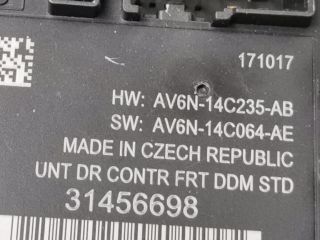 171017
HW: AV6N-14C235-AB
SW: AV6N-14C064-AE
MADE IN CZECH REPUBLIC
UNT DR CONTR FRT DDM STD
31456698